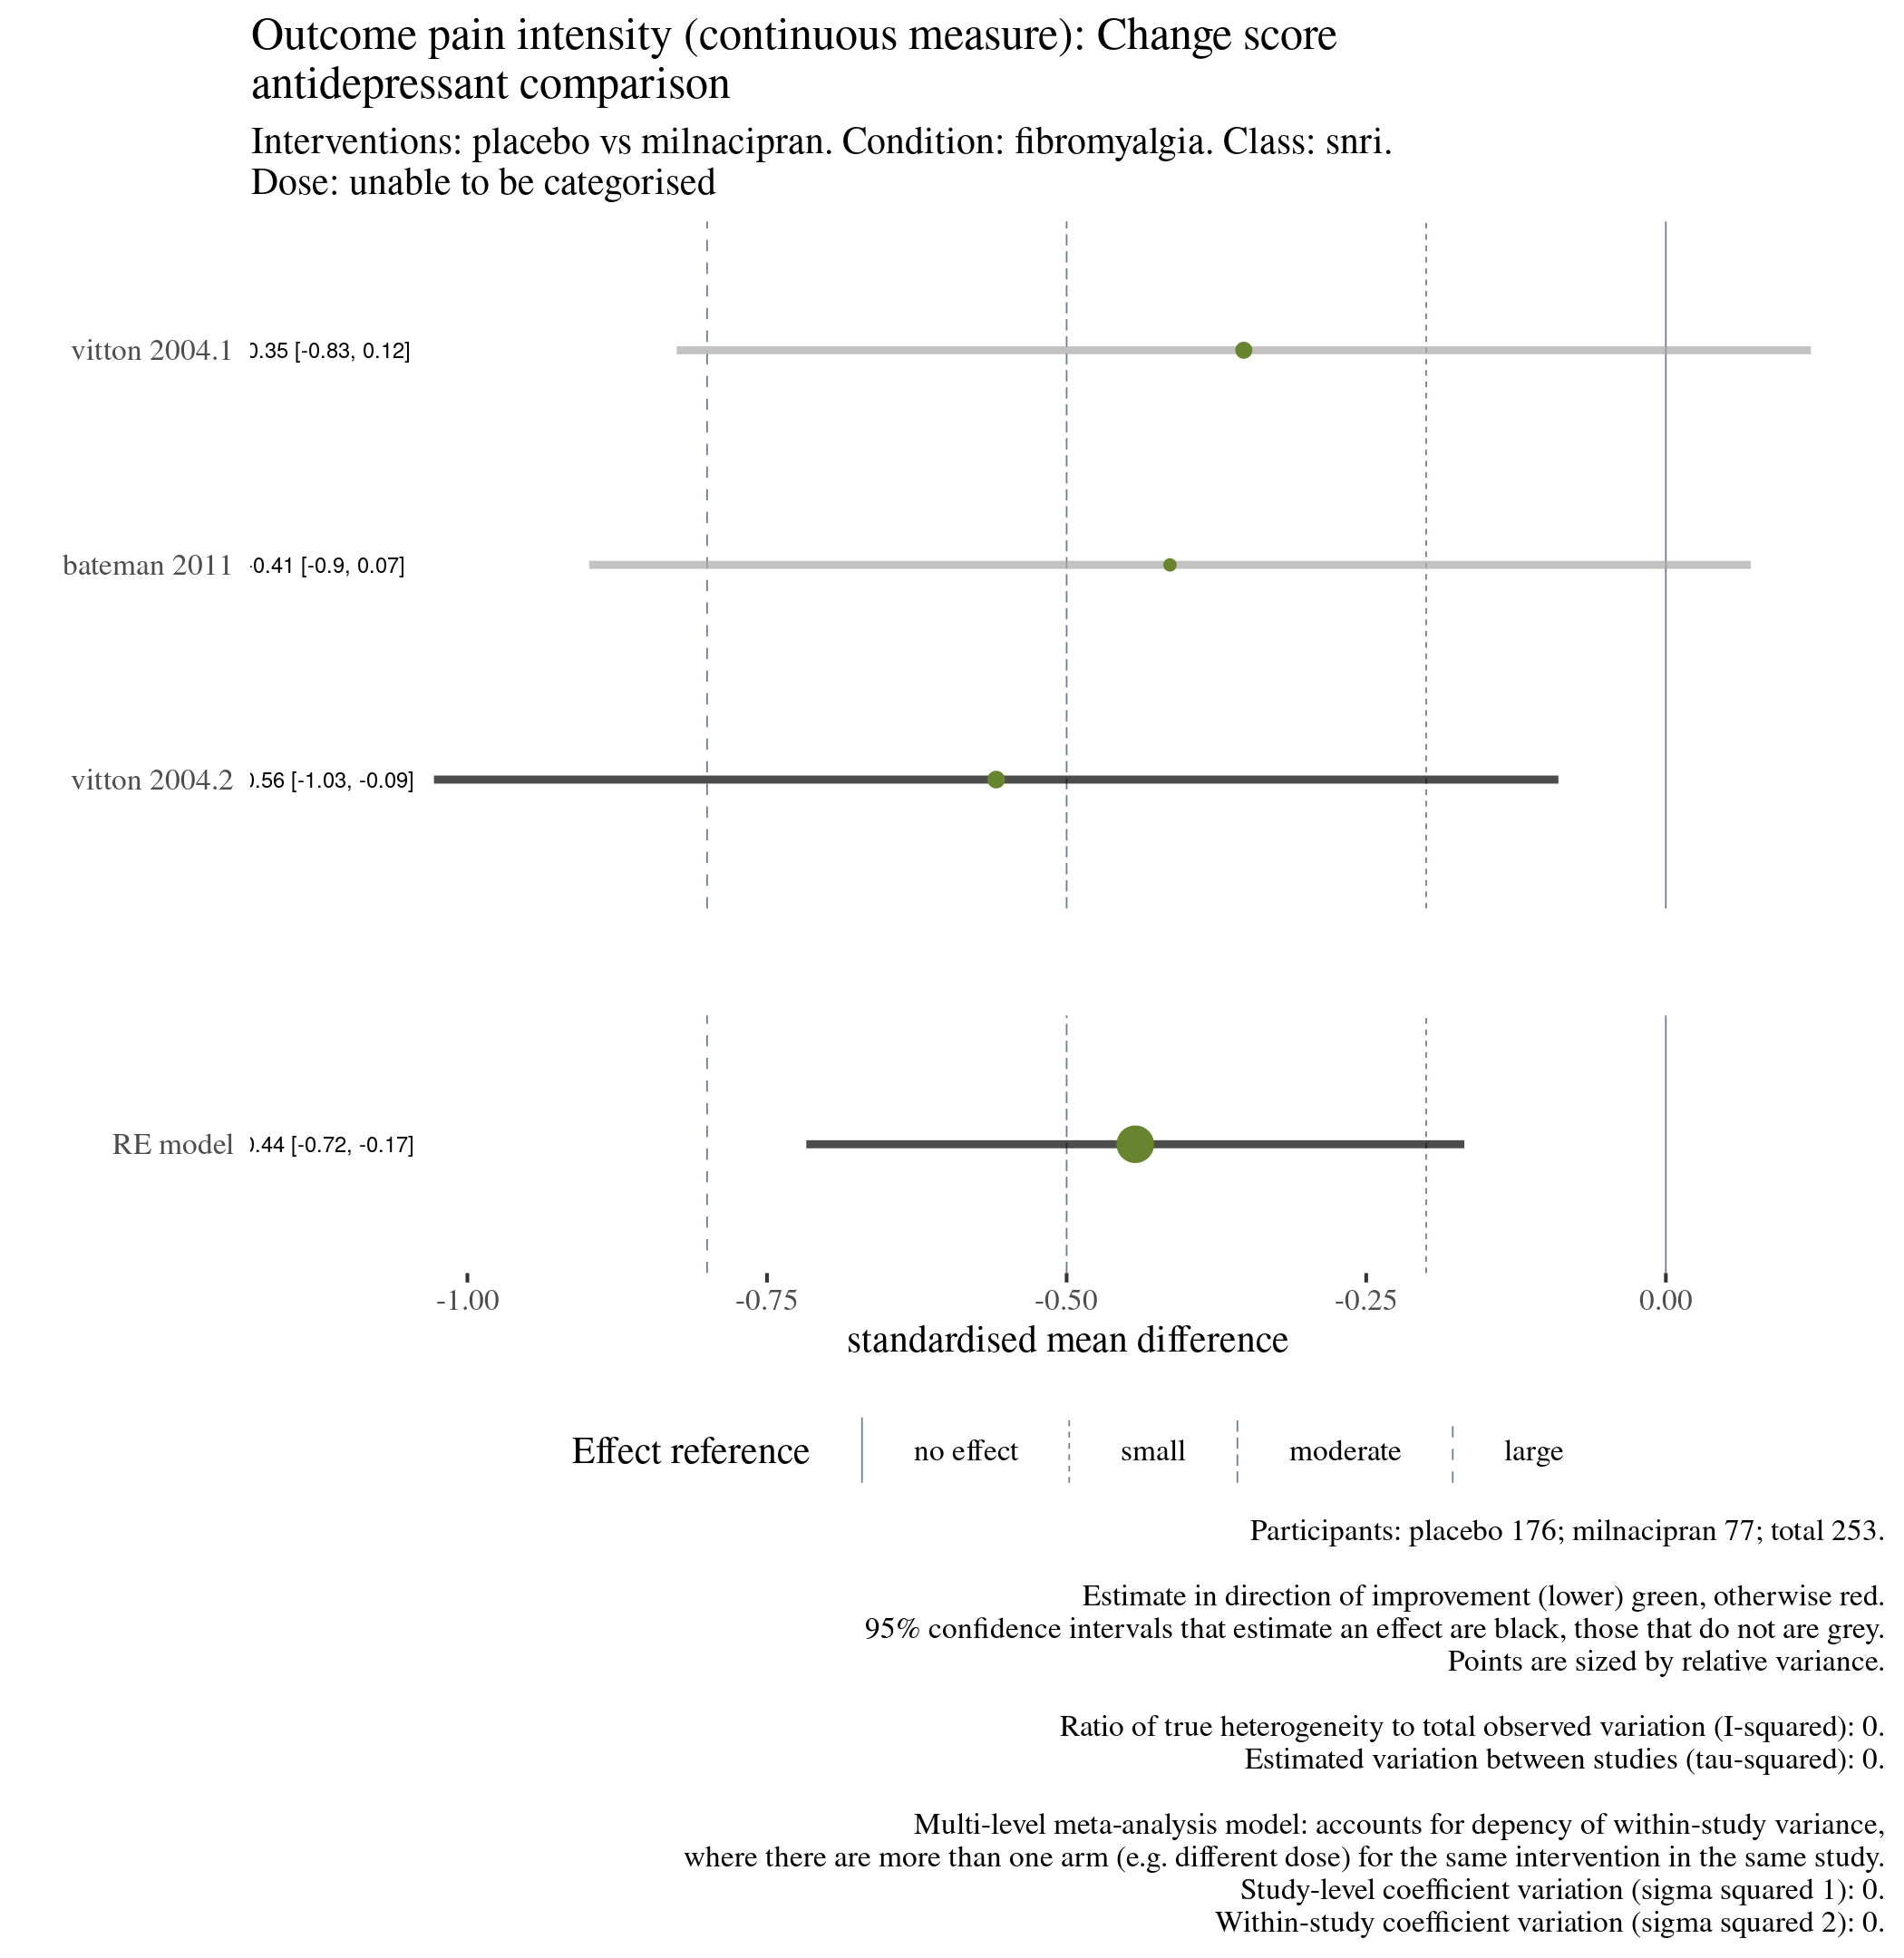 Outcome pain intensity (continuous measure): Change score
antidepressant comparison
Interventions: placebo vs milnacipran. Condition: fibromyalgia. Class: snri.
Dose: unable to be categorised
vitton 2004.1 0.35 [-0.83, 0.12]
bateman 2011 -0.41 [-0.9, 0.07]
vitton 2004.2 0.56 [-1.03, -0.09]
RE model 0.44 [-0.72, -0.17]
-1.00 -0.75 -0.50 -0.25 0.00
standardised mean difference
Effect reference no effect small moderate large
Participants: placebo 176; milnacipran 77; total 253.
Estimate in direction of improvement (lower) green, otherwise red.
95% confidence intervals that estimate an effect are black, those that do not are grey.
Points are sized by relative variance.
Ratio of true heterogeneity to total observed variation (I-squared): 0.
Estimated variation between studies (tau-squared): 0.
Multi-level meta-analysis model: accounts for depency of within-study variance,
where there are more than one arm (e.g. different dose) for the same intervention in the same study.
Study-level coefficient variation (sigma squared 1): 0.
Within-study coefficient variation (sigma squared 2): 0.